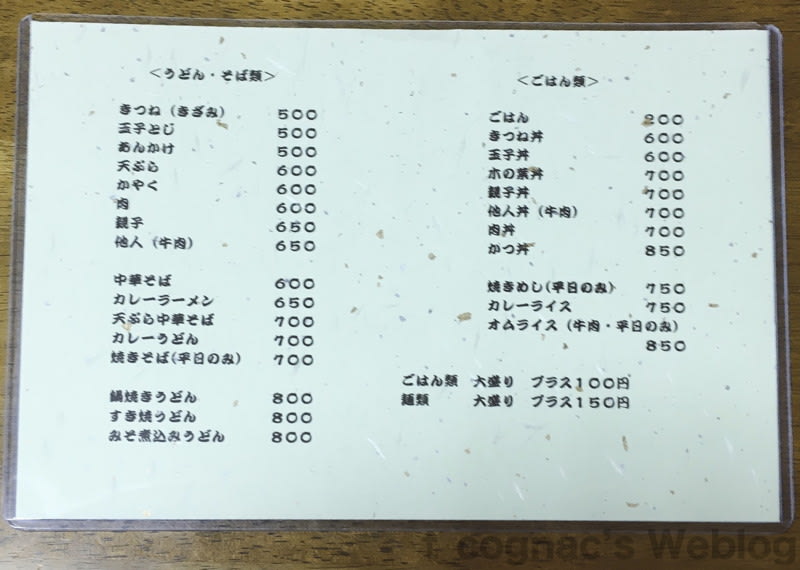 <うどん・そば類>
きつね(きざみ) 500
玉子とじ 500
あんかけ 500
天ぷら 600
かやく 600
肉 600
親子 650
他人(牛肉) 650
中華そば 600
カレーラーメン 650
天ぷら中華そば 700
カレーうどん 700
焼きそば(平日のみ) 700
鍋焼きうどん 800
すき焼うどん 800
みそ煮込みうどん 800
<ごはん類>
ごはん 200
きつね丼 600
玉子丼 600
木の葉丼 700
親子丼 700
他人丼(牛肉) 700
肉丼 700
かつ丼 850
焼きめし(平日のみ) 750
カレーライス 750
オムライス(牛肉・平日のみ)
850
ごはん類 大盛り プラス100円
麺類 大盛り プラス150円
cognac's Weblog